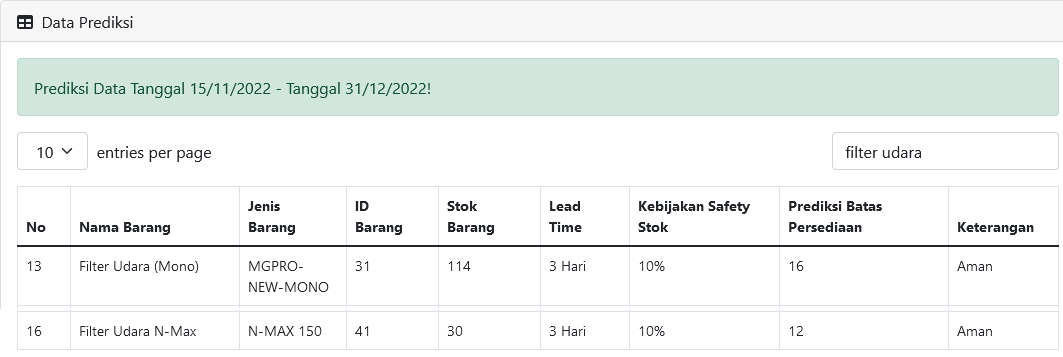 Data Prediksi
Prediksi Data Tanggal 15/11/2022 - Tanggal 31/12/2022!
10 entries per page
filter udara
No Nama Barang Jenis Barang ID Barang Stok Barang Lead Time Kebijakan Safety Stok Prediksi Batas Persediaan Keterangan
13 Filter Udara (Mono) MGPRO-NEW-MONO 31 114 3 Hari 10% 16 Aman
16 Filter Udara N-Max N-MAX 150 41 30 3 Hari 10% 12 Aman